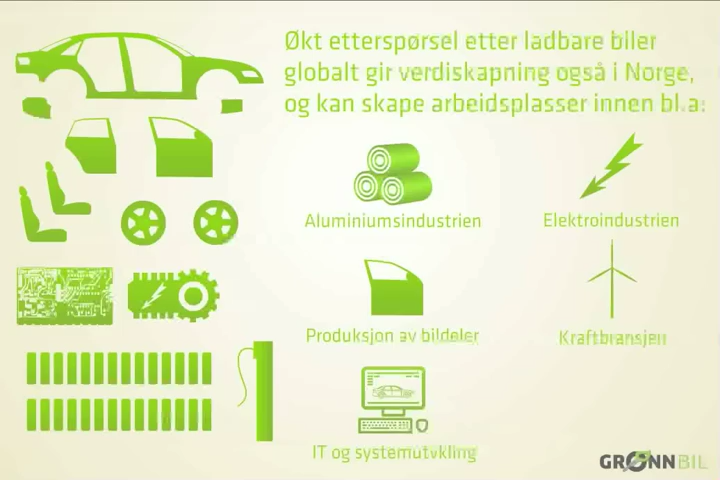 Økt etterspørsel etter ladbare biler
globalt gir verdiskapning også i Norge,
og kan skape arbeidsplasser innen bl.a:
Aluminiumsindustrien
Elektroindustrien
Produksjon av bildeler
Kraftbransjen
IT og systemutvkling
GRØNNBIL